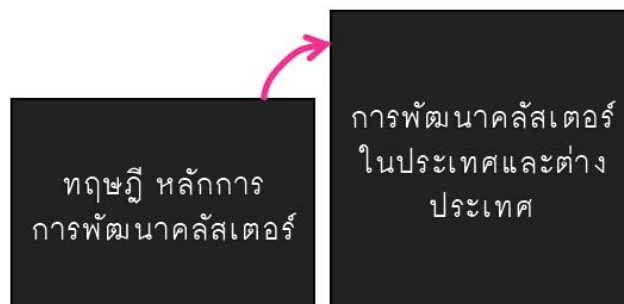 ทฤษฎี หลักการ
การพัฒนาคลัสเตอร์
การพัฒนาคลัสเตอร์
ในประเทศและต่าง
ประเทศ